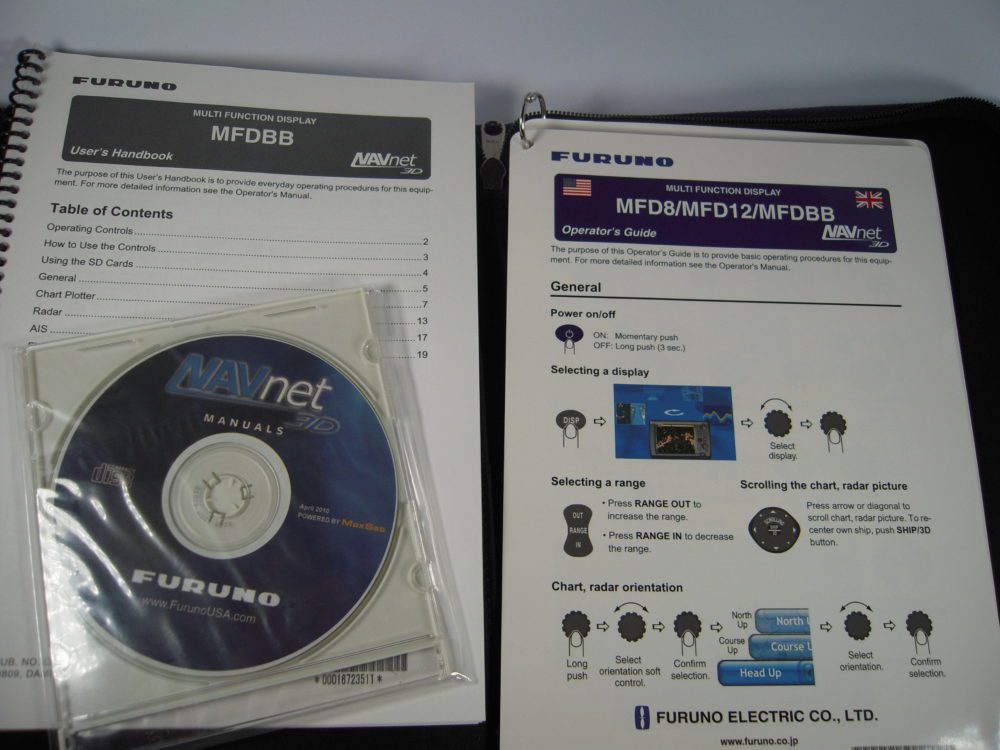 FURUNO
MULTI FUNCTION DISPLAY
MFDBB
User's Handbook
NAVnet
3D
The purpose of this User's Handbook is to provide everyday operating procedures for this equip-
ment. For more detailed information see the Operator's Manual.
Table of Contents
Operating Controls 2
How to Use the Controls 3
Using the SD Cards 4
General 5
Chart Plotter 7
Radar 13
AIS 17
19
NAVnet
3D
MANUALS
April 2010
POWERED BY MaxSea
FURUNO
www.FurunoUSA.com
UB. NO.
*00016723511*
FURUNO
MULTI FUNCTION DISPLAY
MFD8/MFD12/MFDBB
Operator's Guide
NAVnet
3D
The purpose of this Operator's Guide is to provide basic operating procedures for this equip-
ment. For more detailed information see the Operator's Manual.
General
Power on/off
ON: Momentary push
OFF: Long push (3 sec.)
Selecting a display
DISP
Select
display.
Selecting a range
OUT
RANGE
IN
• Press RANGE OUT to
increase the range.
• Press RANGE IN to decrease
the range.
Scrolling the chart, radar picture
SCROLLING
Press arrow or diagonal to
scroll chart, radar picture. To re-
center own ship, push SHIP/3D
button.
Chart, radar orientation
Long
push
Select
orientation soft
control.
Confirm
selection.
North
Up
Course
Up
North
Course
Head Up
Select
orientation.
Confirm
selection.
FURUNO ELECTRIC CO., LTD.
www.furuno.co.jp